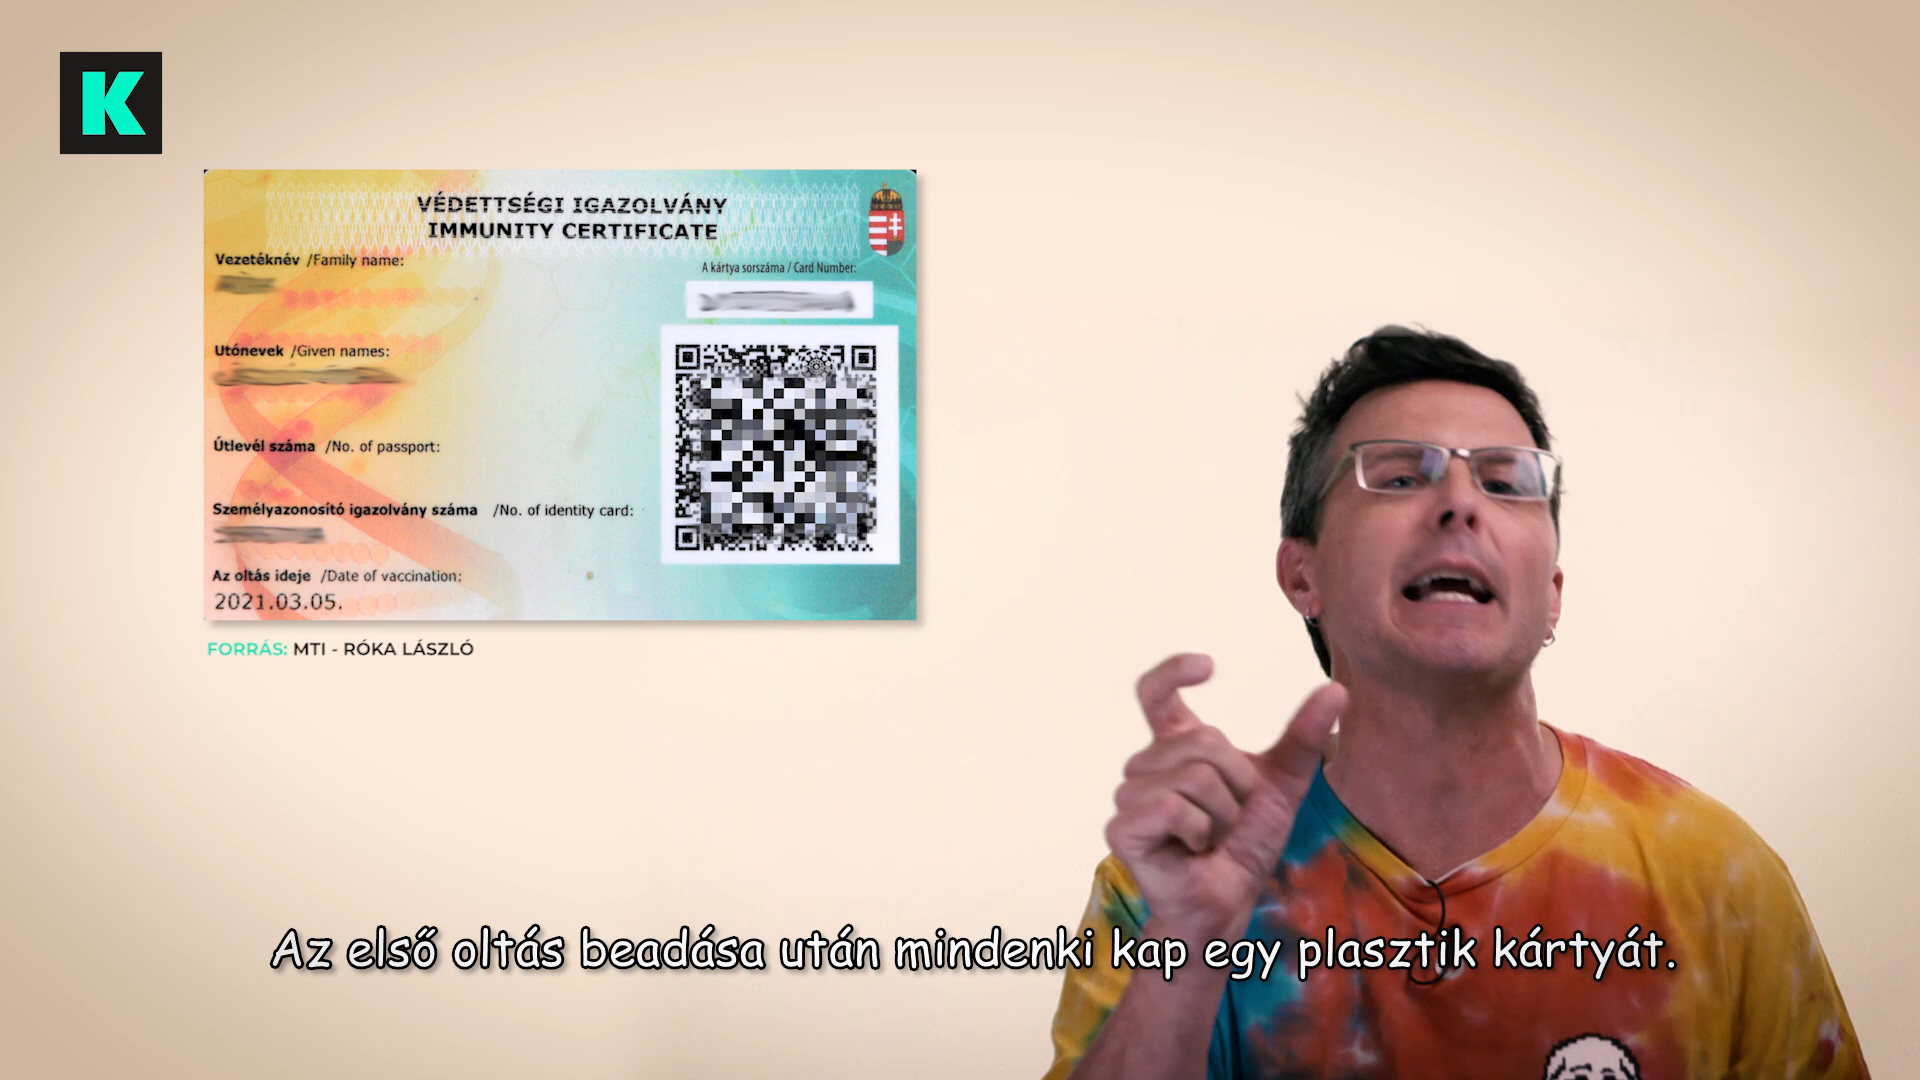 K
VÉDETTSÉGI IGAZOLVÁNY
IMMUNITY CERTIFICATE
Vezetéknév /Family name:
A kártya sorszáma / Card Number:
Utónevek /Given names:
Útlevél száma /No. of passport:
Személyazonosító igazolvány száma /No. of identity card:
Az oltás ideje /Date of vaccination:
2021.03.05.
FORRÁS: MTI - RÓKA LÁSZLÓ
Az első oltás beadása után mindenki kap egy plasztik kártyát.